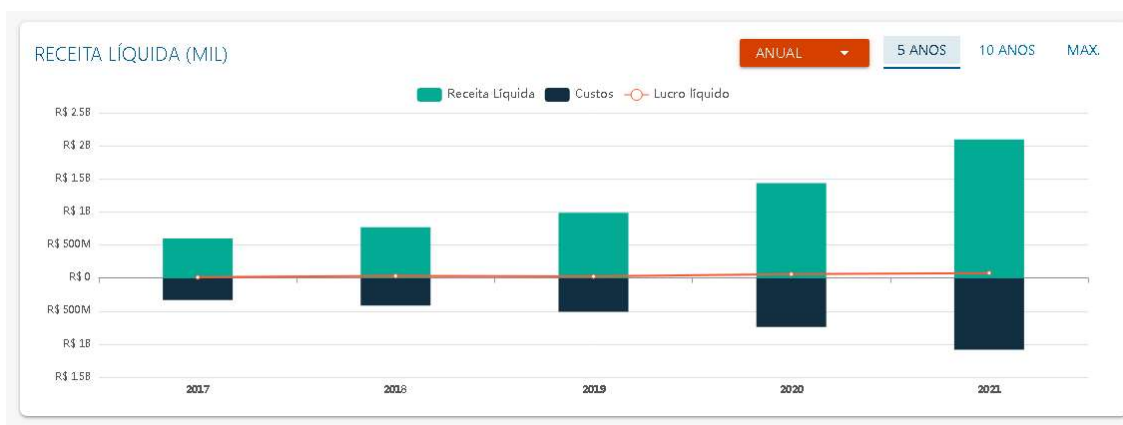 RECEITA LÍQUIDA (MIL)
ANUAL
5 ANOS
10 ANOS
MAX.
Receita Líquida
Custos
Lucro líquido
R$ 2.5B
R$ 2B
R$ 1.5B
R$ 1B
R$ 500M
R$ 0
R$ 500M
R$ 1B
R$ 1.5B
2017 2018 2019 2020 2021